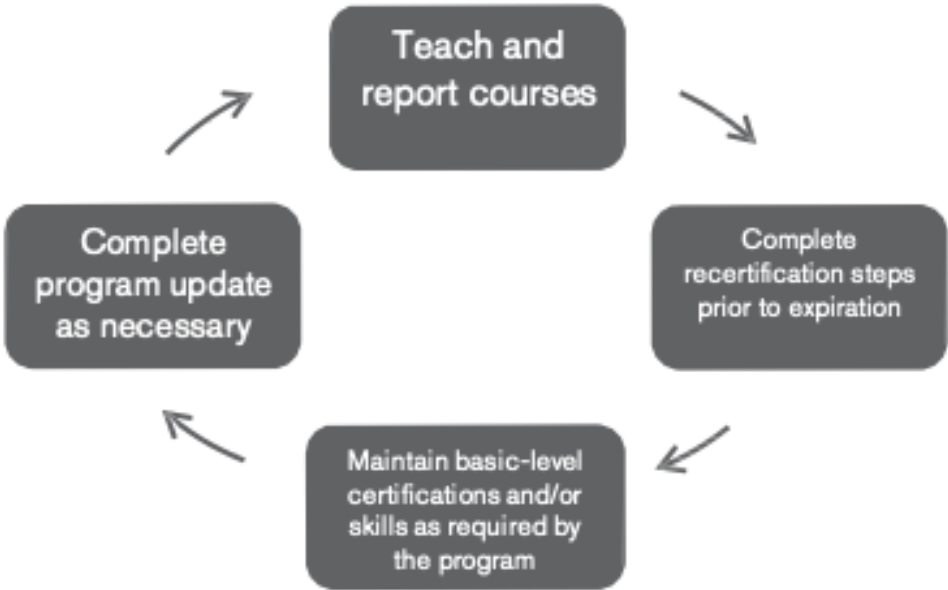 Teach and
report courses
Complete
recertification steps
prior to expiration
Maintain basic-level
certifications and/or
skills as required by
the program
Complete
program update
as necessary